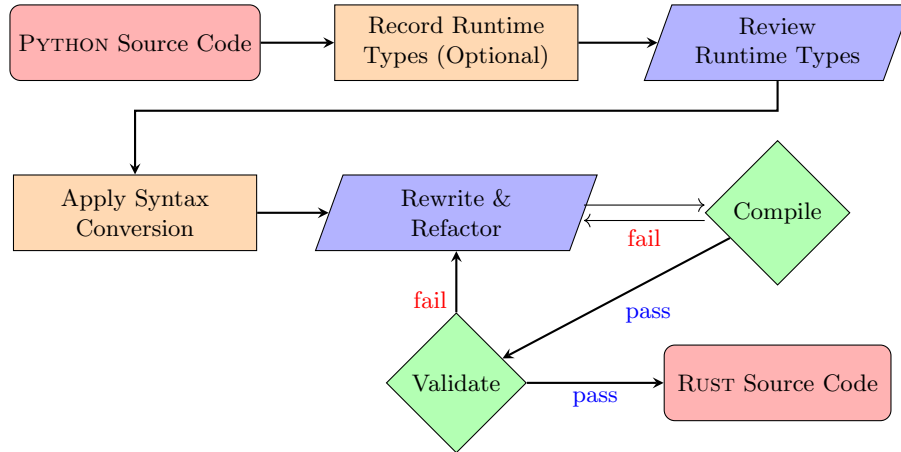 PYTHON Source Code
Record Runtime
Types (Optional)
Review
Runtime Types
Apply Syntax
Conversion
Rewrite &
Refactor
Compile
fail
fail
pass
Validate
pass
RUST Source Code